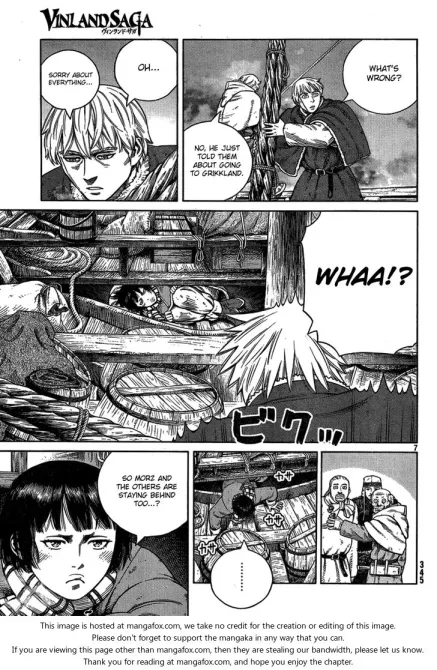 VINLAND SAGA
ヴィンランド・サガ
WHAT'S
WRONG?
NO, HE JUST
TOLD THEM
ABOUT GOING
TO GRIKKLAND.
OH...
SORRY ABOUT
EVERYTHING...
WHAA!?
ビクッ
7
345
SO MORZ AND
THE OTHERS ARE
STAYING BEHIND
TOO...?
カサ
カサ
.........
This image is hosted at mangafox.com, we take no credit for the creation or editing of this image.
Please don't forget to support the mangaka in any way that you can.
If you are viewing this page other than mangafox.com, then they are stealing our bandwidth, please let us know.
Thank you for reading at mangafox.com, and hope you enjoy the chapter.